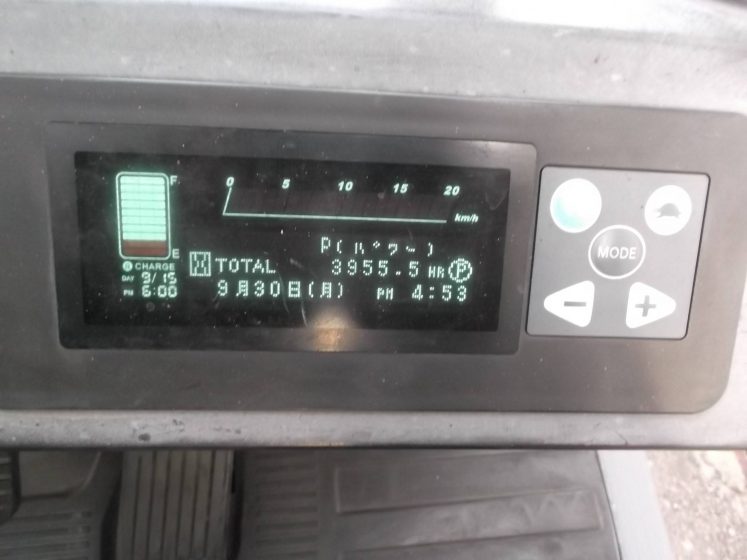 F
E
CHARGE
DAY 9/15
PM 6:00
0 5 10 15 20
km/h
P(パワー)
TOTAL 3955.5 HR P
9月30日(月) PM 4:53
MODE
- +